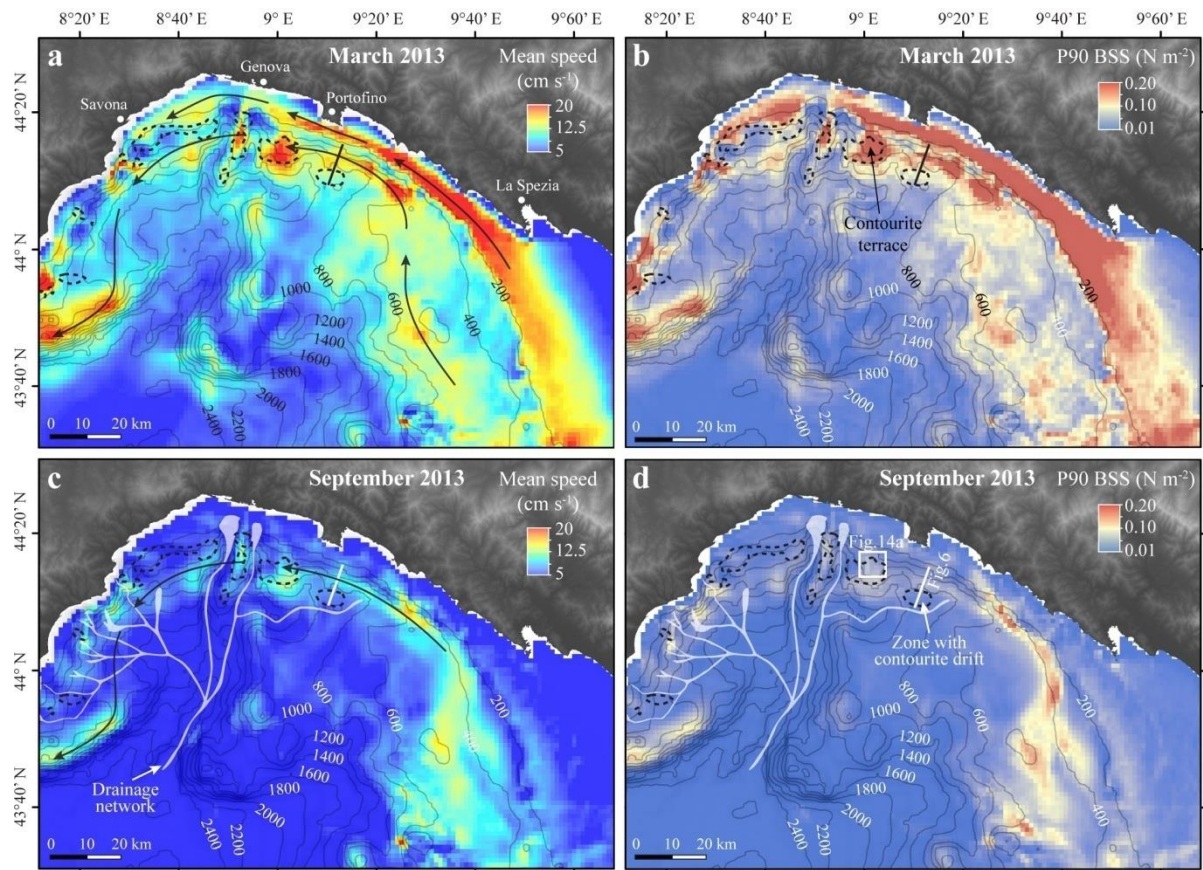 8°20' E 8°40' E 9° E 9°20' E 9°40' E 9°60' E 8°20' E 8°40' E 9° E 9°20' E 9°40' E 9°60' E
a
March 2013
Mean speed
(cm s⁻¹)
20
12.5
5
Genova
Savona
Portofino
La Spezia
44°20' N
44° N
43°40' N
200
400
600
800
1000
1200
1400
1600
1800
2000
2200
2400
0 10 20 km
b
March 2013
P90 BSS (N m⁻²)
0.20
0.10
0.01
Contourite
terrace
200
400
600
800
1000
1200
1400
1600
1800
2000
2200
2400
0 10 20 km
c
September 2013
Mean speed
(cm s⁻¹)
20
12.5
5
44°20' N
44° N
43°40' N
200
400
600
800
1000
1200
1400
1600
1800
2000
2200
2400
Drainage
network
0 10 20 km
d
September 2013
P90 BSS (N m⁻²)
0.20
0.10
0.01
Fig.14a
Fig.9
Zone with
contourite drift
200
400
600
800
1000
1200
1400
1600
1800
2000
2200
2400
0 10 20 km